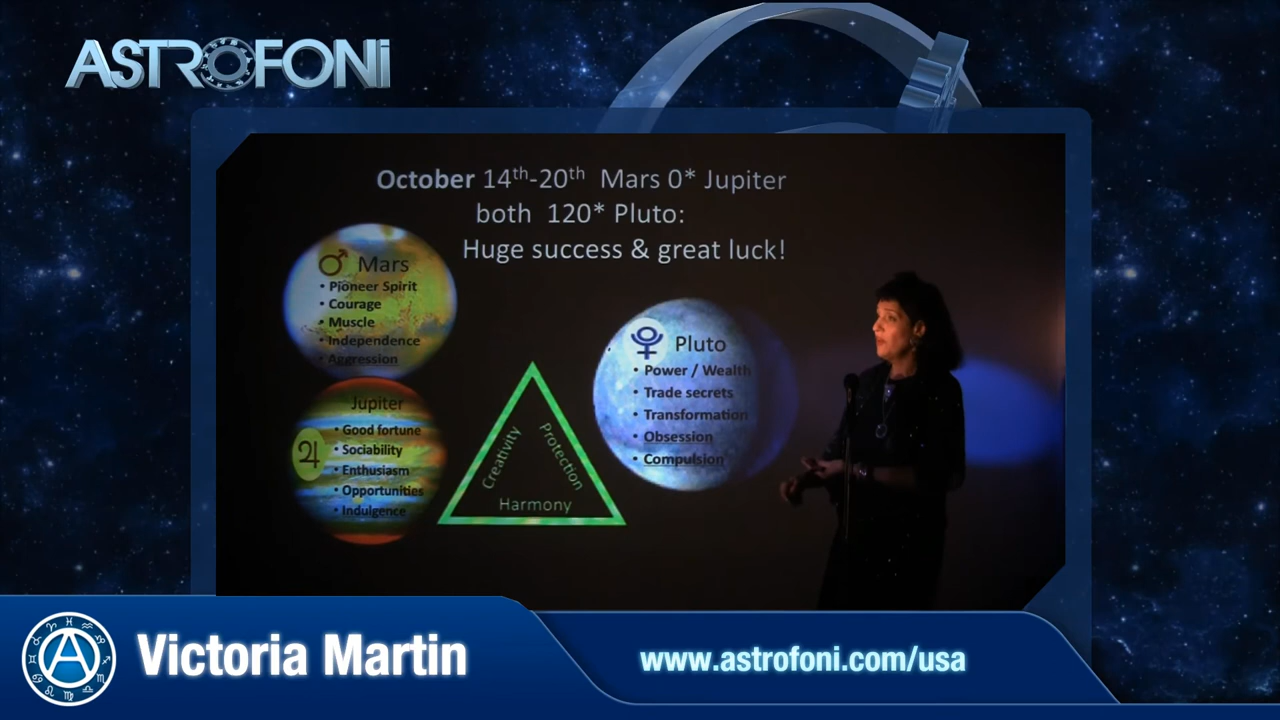 ASTROFONi
October 14th-20th Mars 0* Jupiter
both 120* Pluto:
Huge success & great luck!
♂ Mars
• Pioneer Spirit
• Courage
• Muscle
• Independence
• Aggression
Jupiter
♃
• Good fortune
• Sociability
• Enthusiasm
• Opportunities
• Indulgence
Creativity
Protection
Harmony
Pluto
• Power / Wealth
• Trade secrets
• Transformation
• Obsession
• Compulsion
Victoria Martin
www.astrofoni.com/usa